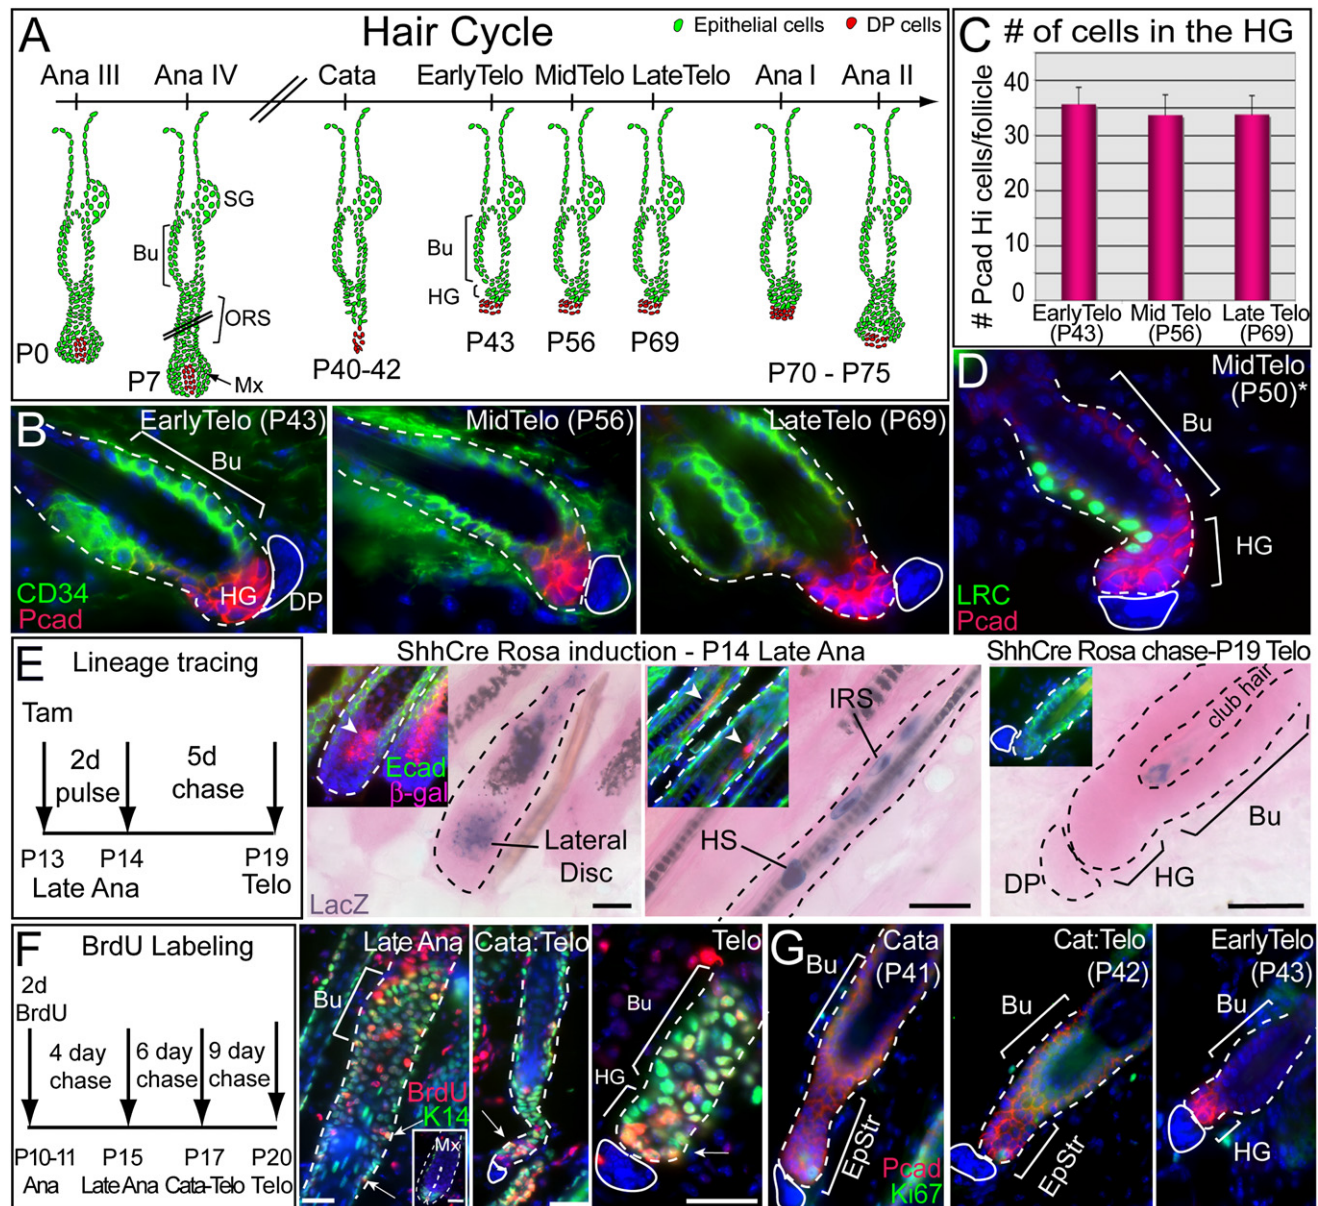 A
Hair Cycle
Epithelial cells
DP cells
Ana III
Ana IV
Cata
EarlyTelo
MidTelo
LateTelo
Ana I
Ana II
SG
Bu
ORS
Mx
Bu
HG
P0
P7
P40-42
P43
P56
P69
P70 - P75
C
# of cells in the HG
# Pcad Hi cells/follicle
40
30
20
10
0
EarlyTelo
(P43)
Mid Telo
(P56)
Late Telo
(P69)
B
EarlyTelo (P43)
Bu
HG
DP
CD34
Pcad
MidTelo (P56)
LateTelo (P69)
D
MidTelo
(P50)*
Bu
HG
LRC
Pcad
E
Lineage tracing
Tam
2d
pulse
5d
chase
P13
P14
P19
Late Ana
Telo
ShhCre Rosa induction - P14 Late Ana
Ecad
β-gal
Lateral
Disc
LacZ
IRS
HS
ShhCre Rosa chase-P19 Telo
club hair
Bu
HG
DP
F
BrdU Labeling
2d
BrdU
4 day
chase
6 day
chase
9 day
chase
P10-11
Ana
P15
Late Ana
P17
Cata-Telo
P20
Telo
Late Ana
Bu
BrdU
K14
Mx
Cata:Telo
Telo
Bu
HG
G
Cata
(P41)
Bu
EpStr
Pcad
Ki67
Cat:Telo
(P42)
Bu
EpStr
EarlyTelo
(P43)
Bu
HG